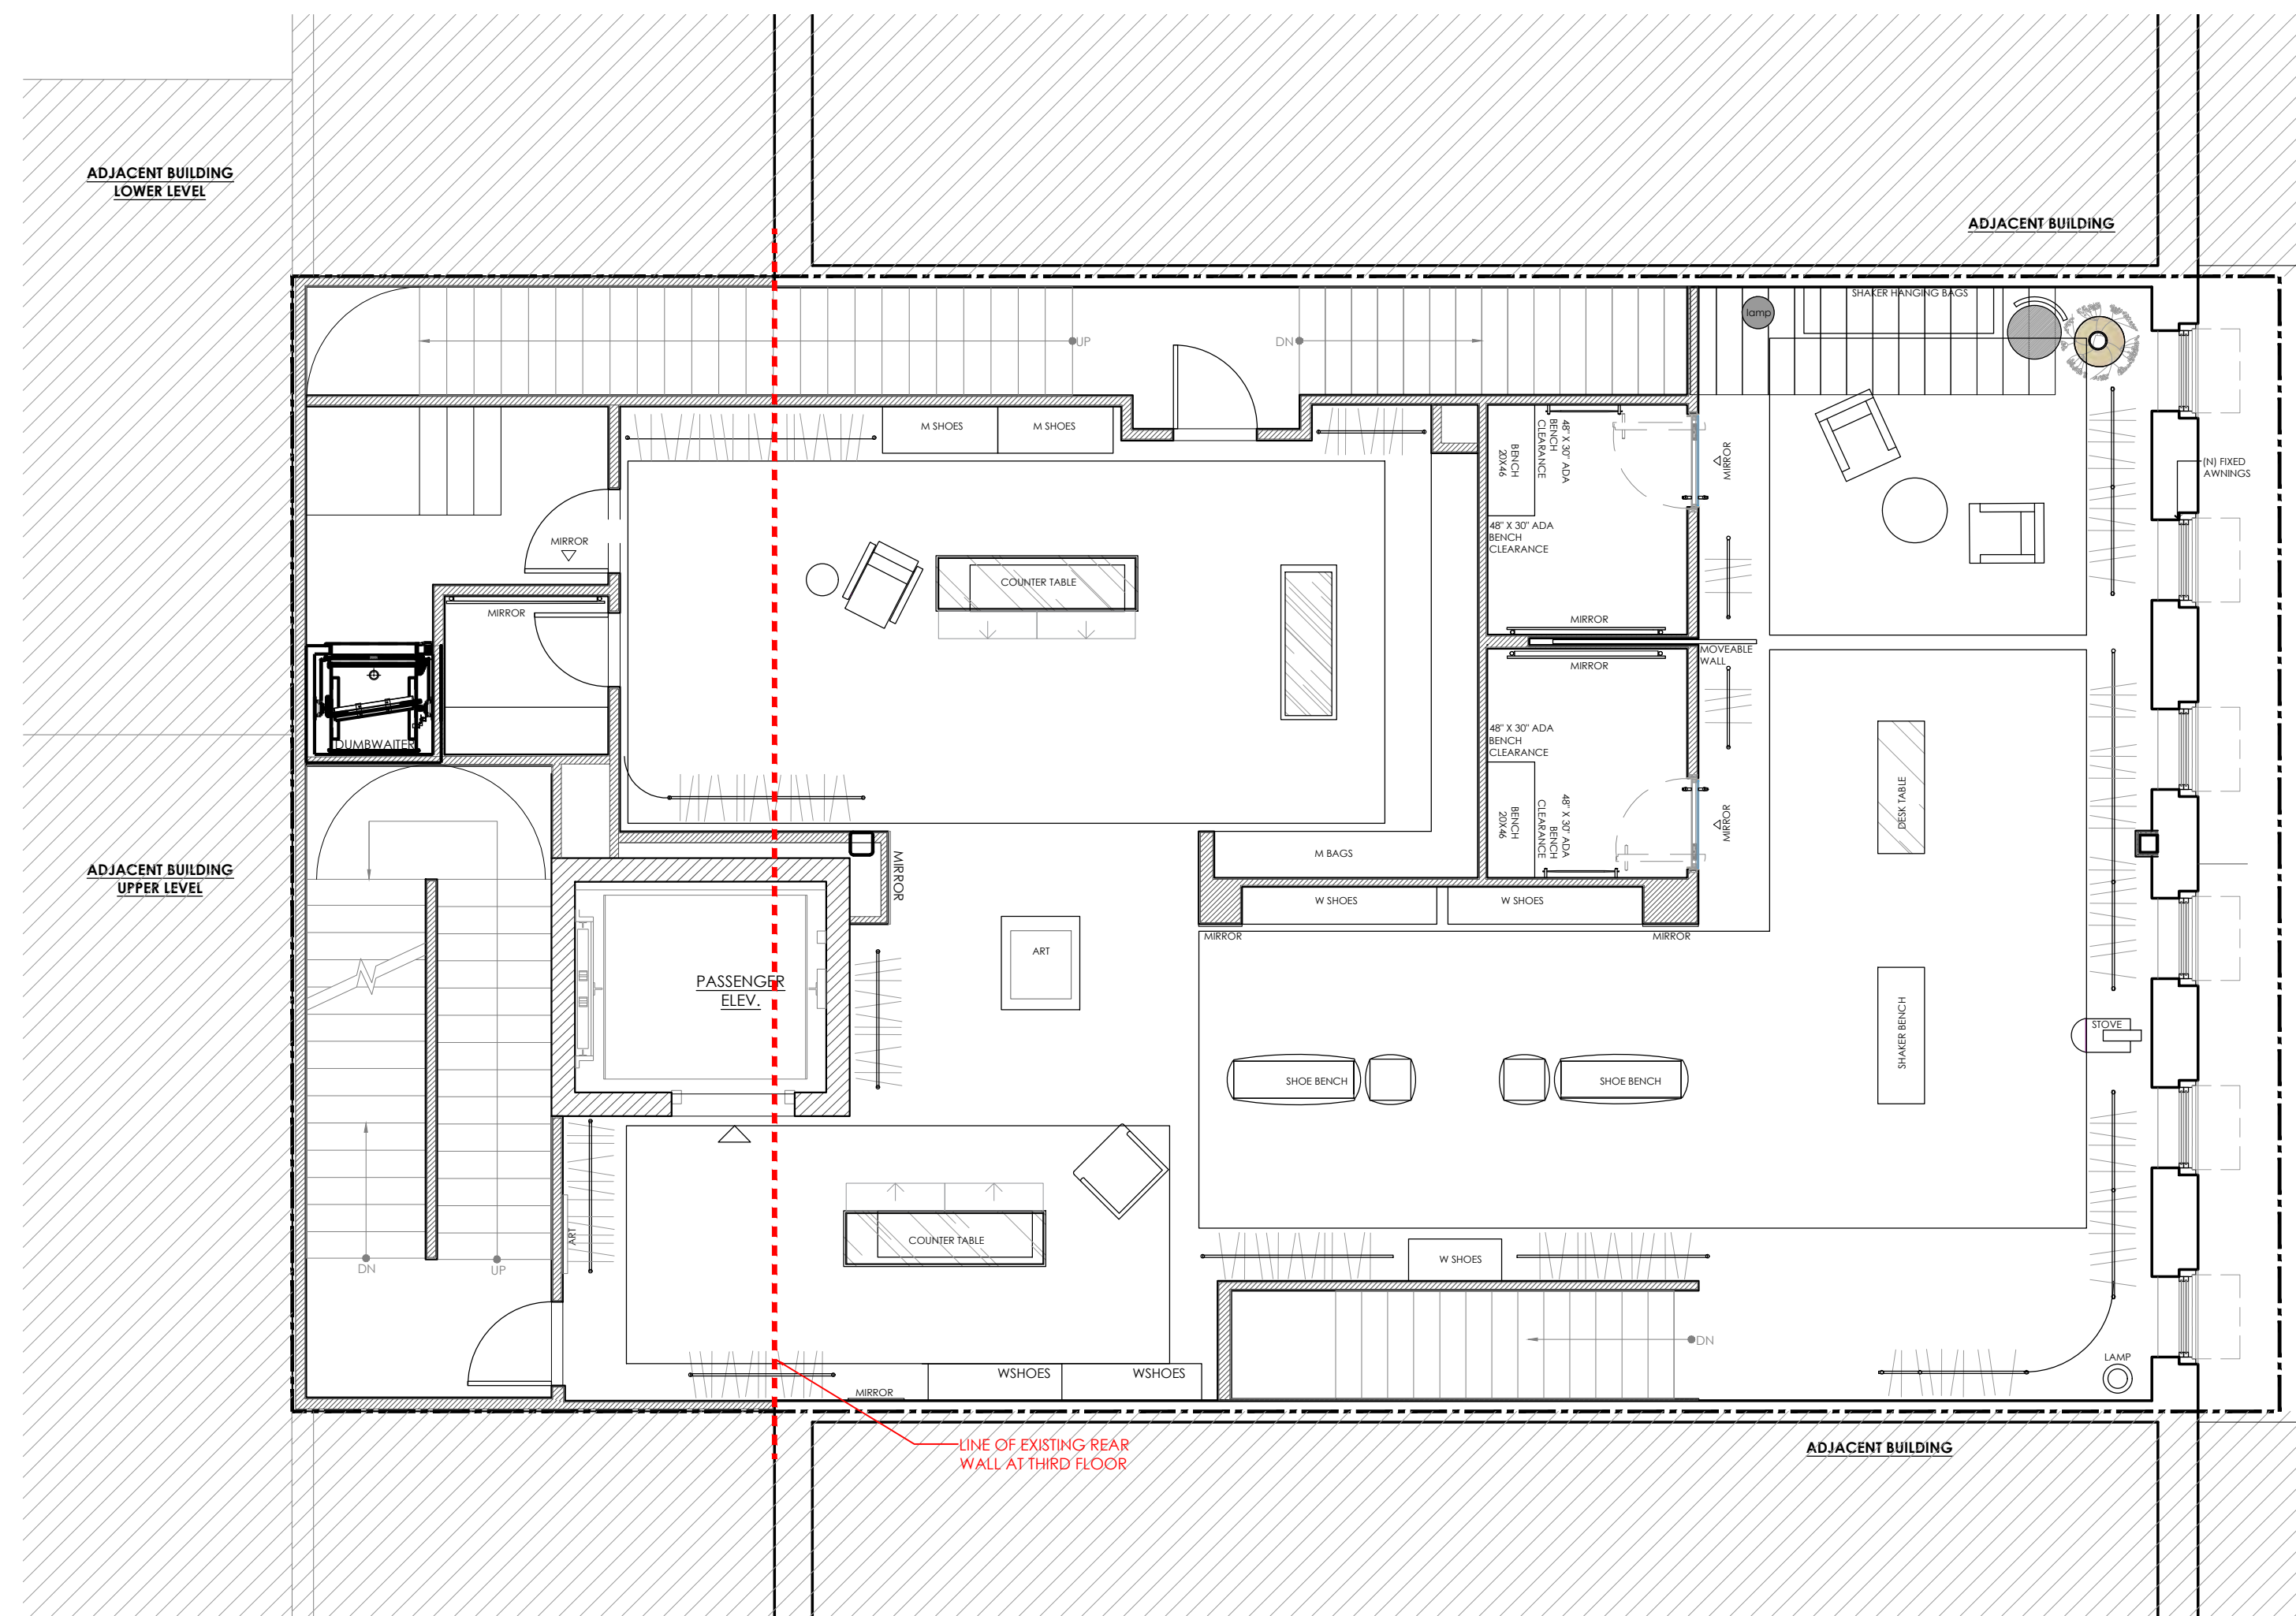 ADJACENT BUILDING
LOWER LEVEL
ADJACENT BUILDING
SHAKER HANGING BAGS
lamp
UP
DN
M SHOES
M SHOES
BENCH
20X46
48" X 30" ADA
BENCH
CLEARANCE
MIRROR
(N) FIXED
AWNINGS
48" X 30" ADA
BENCH
CLEARANCE
MIRROR
COUNTER TABLE
MIRROR
MIRROR
MIRROR
MOVEABLE
WALL
DUMBWAITER
48" X 30" ADA
BENCH
CLEARANCE
BENCH
20X46
48" X 30" ADA
BENCH
CLEARANCE
MIRROR
DESK TABLE
M BAGS
MIRROR
ADJACENT BUILDING
UPPER LEVEL
W SHOES
W SHOES
MIRROR
MIRROR
ART
PASSENGER
ELEV.
SHAKER BENCH
STOVE
SHOE BENCH
SHOE BENCH
ART
COUNTER TABLE
W SHOES
DN
UP
DN
LAMP
WSHOES
WSHOES
MIRROR
LINE OF EXISTING REAR
WALL AT THIRD FLOOR
ADJACENT BUILDING